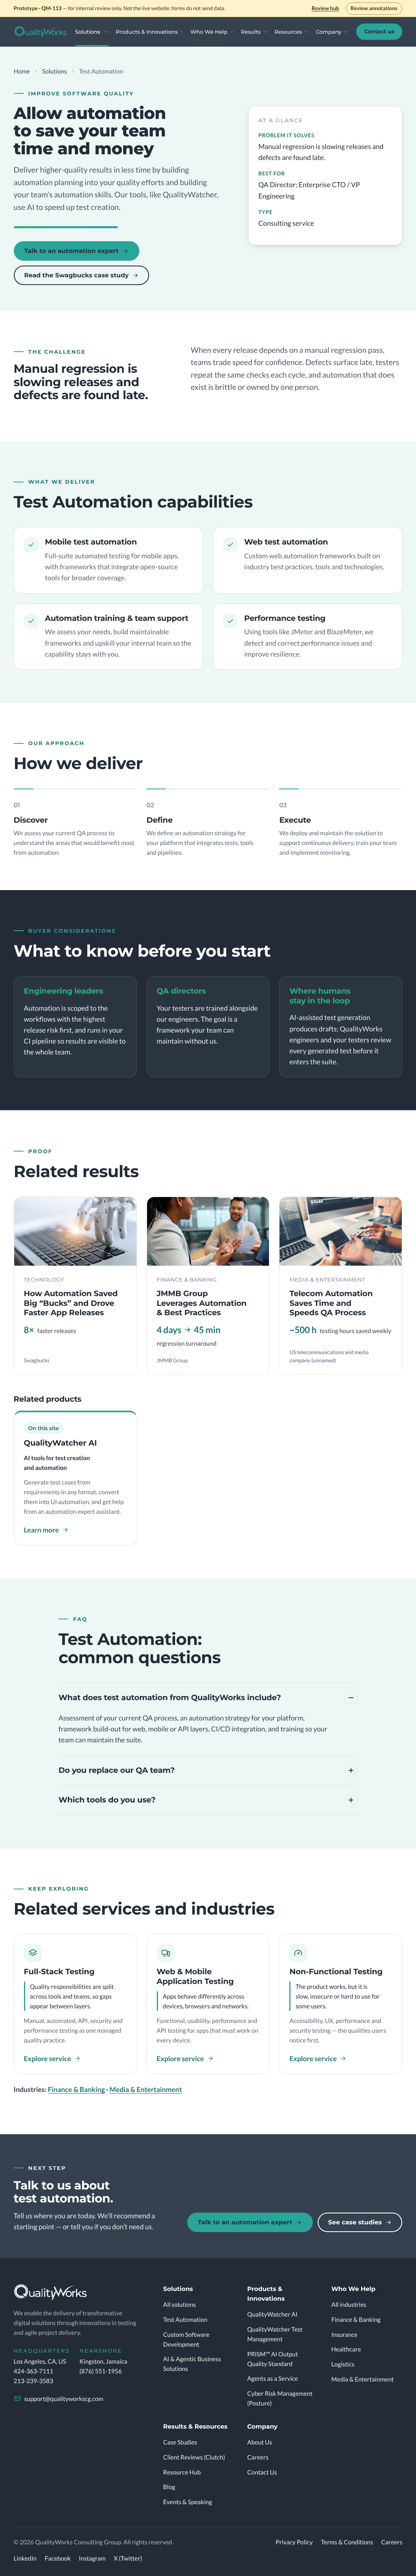 Prototype · QM-113 — for internal review only. Not the live website; forms do not send data.
Review hub
Review annotations
QualityWorks
Solutions
Products & Innovations
Who We Help
Results
Resources
Company
Contact us
Home > Solutions > Test Automation
IMPROVE SOFTWARE QUALITY
Allow automation
to save your team
time and money
Deliver higher-quality results in less time by building
automation planning into your quality efforts and building
your team's automation skills. Our tools, like QualityWatcher,
use AI to speed up test creation.
Talk to an automation expert →
Read the Swagbucks case study →
AT A GLANCE
PROBLEM IT SOLVES
Manual regression is slowing releases and
defects are found late.
BEST FOR
QA Director; Enterprise CTO / VP
Engineering
TYPE
Consulting service
THE CHALLENGE
Manual regression is
slowing releases and
defects are found late.
When every release depends on a manual regression pass,
teams trade speed for confidence. Defects surface later, testers
repeat the same checks each cycle, and automation that does
exist is brittle or owned by one person.
WHAT WE DELIVER
Test Automation capabilities
Mobile test automation
Full-suite automated testing for mobile apps,
with frameworks that integrate open-source
tools for broader coverage.
Web test automation
Custom web automation frameworks built on
industry best practices, tools and technologies.
Automation training & team support
We assess your needs, build maintainable
frameworks and upskill your internal team so the
capability stays with you.
Performance testing
Using tools like JMeter and BlazeMeter, we
detect and correct performance issues and
improve resilience.
OUR APPROACH
How we deliver
01
Discover
We assess your current QA process to
understand the areas that would benefit most
from automation.
02
Define
We define an automation strategy for
your platform that integrates tests, tools
and pipelines.
03
Execute
We deploy and maintain the solution to
support continuous delivery, train your team
and implement monitoring.
BUYER CONSIDERATIONS
What to know before you start
Engineering leaders
Automation is scoped to the
workflows with the highest
release risk first, and runs in your
CI pipeline so results are visible to
the whole team.
QA directors
Your testers are trained alongside
our engineers. The goal is a
framework your team can
maintain without us.
Where humans
stay in the loop
AI-assisted test generation
produces drafts; QualityWorks
engineers and your testers review
every generated test before it
enters the suite.
PROOF
Related results
TECHNOLOGY
How Automation Saved
Big "Bucks" and Drove
Faster App Releases
8× faster releases
Swagbucks
FINANCE & BANKING
JMMB Group
Leverages Automation
& Best Practices
4 days → 45 min
regression turnaround
JMMB Group
MEDIA & ENTERTAINMENT
Telecom Automation
Saves Time and
Speeds QA Process
~500 h testing hours saved weekly
US telecommunications and media
company (unnamed)
Related products
On this site
QualityWatcher AI
AI tools for test creation
and automation
Generate test cases from
requirements in any format, convert
them into UI automation, and get help
from an automation expert assistant.
Learn more →
FAQ
Test Automation:
common questions
What does test automation from QualityWorks include? −
Assessment of your current QA process, an automation strategy for your platform,
framework build-out for web, mobile or API layers, CI/CD integration, and training so your
team can maintain the suite.
Do you replace our QA team? +
Which tools do you use? +
KEEP EXPLORING
Related services and industries
Full-Stack Testing
Quality responsibilities are split
across tools and teams, so gaps
appear between layers.
Manual, automated, API, security and
performance testing as one managed
quality practice.
Explore service →
Web & Mobile
Application Testing
Apps behave differently across
devices, browsers and networks.
Functional, usability, performance and
API testing for apps that must work on
every device.
Explore service →
Non-Functional Testing
The product works, but it is
slow, insecure or hard to use for
some users.
Accessibility, UX, performance and
security testing — the qualities users
notice first.
Explore service →
Industries: Finance & Banking · Media & Entertainment
NEXT STEP
Talk to us about
test automation.
Tell us where you are today. We'll recommend a
starting point — or tell you if you don't need us.
Talk to an automation expert →
See case studies →
QualityWorks
We enable the delivery of transformative
digital solutions through innovations in testing
and agile project delivery.
HEADQUARTERS
Los Angeles, CA, US
424-363-7111
213-239-3583
NEARSHORE
Kingston, Jamaica
(876) 551-1956
support@qualityworkscg.com
Solutions
All solutions
Test Automation
Custom Software
Development
AI & Agentic Business
Solutions
Products &
Innovations
QualityWatcher AI
QualityWatcher Test
Management
PRISM™ AI Output
Quality Standard
Agents as a Service
Cyber Risk Management
(Posture)
Who We Help
All industries
Finance & Banking
Insurance
Healthcare
Logistics
Media & Entertainment
Results & Resources
Case Studies
Client Reviews (Clutch)
Resource Hub
Blog
Events & Speaking
Company
About Us
Careers
Contact Us
© 2026 QualityWorks Consulting Group. All rights reserved.
Privacy Policy
Terms & Conditions
Careers
LinkedIn
Facebook
Instagram
X (Twitter)